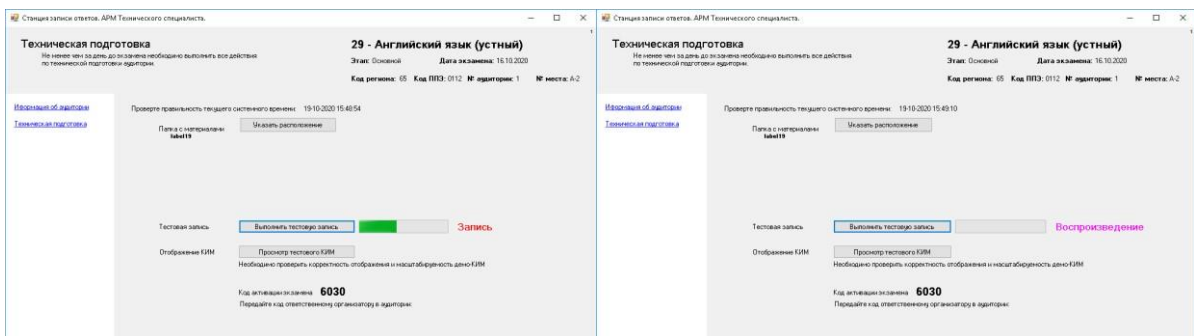 Станция записи ответов. АРМ Технического специалиста.
1
Техническая подготовка
Не менее чем за день до экзамена необходимо выполнить все действия
по технической подготовки аудитории.
29 - Английский язык (устный)
Этап: Основной Дата экзамена: 16.10.2020
Код региона: 65 Код ППЭ: 0112 № аудитории: 1 № места: А-2
Информация об аудитории
Техническая подготовка
Проверте правильность текущего системного времени: 19-10-2020 15:48:54
Папка с материалами Указать расположение
label19
Тестовая запись Выполнить тестовую запись Запись
Отображение КИМ Просмотр тестового КИМ
Необходимо проверить корректность отображения и масштабируемость демо-КИМ
Код активации экзамена 6030
Передайте код ответственному организатору в аудитории.
Станция записи ответов. АРМ Технического специалиста.
1
Техническая подготовка
Не менее чем за день до экзамена необходимо выполнить все действия
по технической подготовки аудитории.
29 - Английский язык (устный)
Этап: Основной Дата экзамена: 16.10.2020
Код региона: 65 Код ППЭ: 0112 № аудитории: 1 № места: А-2
Информация об аудитории
Техническая подготовка
Проверте правильность текущего системного времени: 19-10-2020 15:49:10
Папка с материалами Указать расположение
label19
Тестовая запись Выполнить тестовую запись Воспроизведение
Отображение КИМ Просмотр тестового КИМ
Необходимо проверить корректность отображения и масштабируемость демо-КИМ
Код активации экзамена 6030
Передайте код ответственному организатору в аудитории.